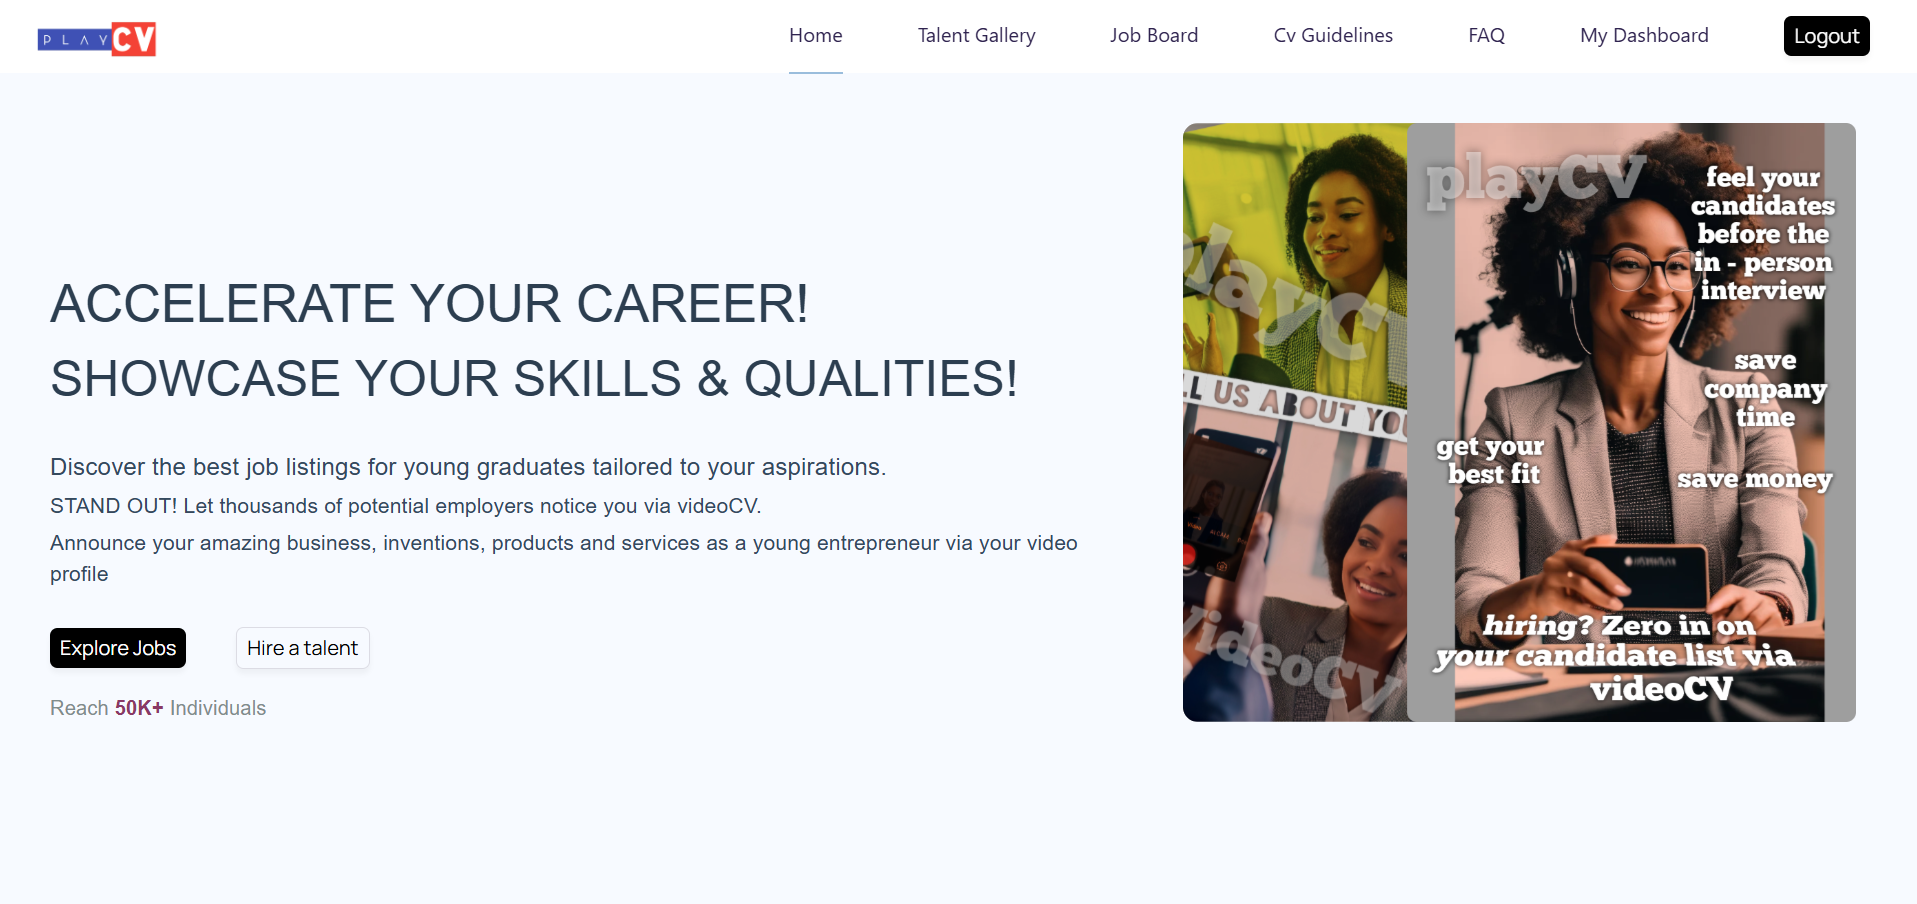 PLAY CV
Home
Talent Gallery
Job Board
Cv Guidelines
FAQ
My Dashboard
Logout
ACCELERATE YOUR CAREER!
SHOWCASE YOUR SKILLS & QUALITIES!
Discover the best job listings for young graduates tailored to your aspirations.
STAND OUT! Let thousands of potential employers notice you via videoCV.
Announce your amazing business, inventions, products and services as a young entrepreneur via your video
profile
Explore Jobs
Hire a talent
Reach 50K+ Individuals
playC
LL US ABOUT YOU
VideoCV
playCV
feel your
candidates
before the
in - person
interview
save
company
time
get your
best fit
save money
hiring? Zero in on
your candidate list via
videoCV